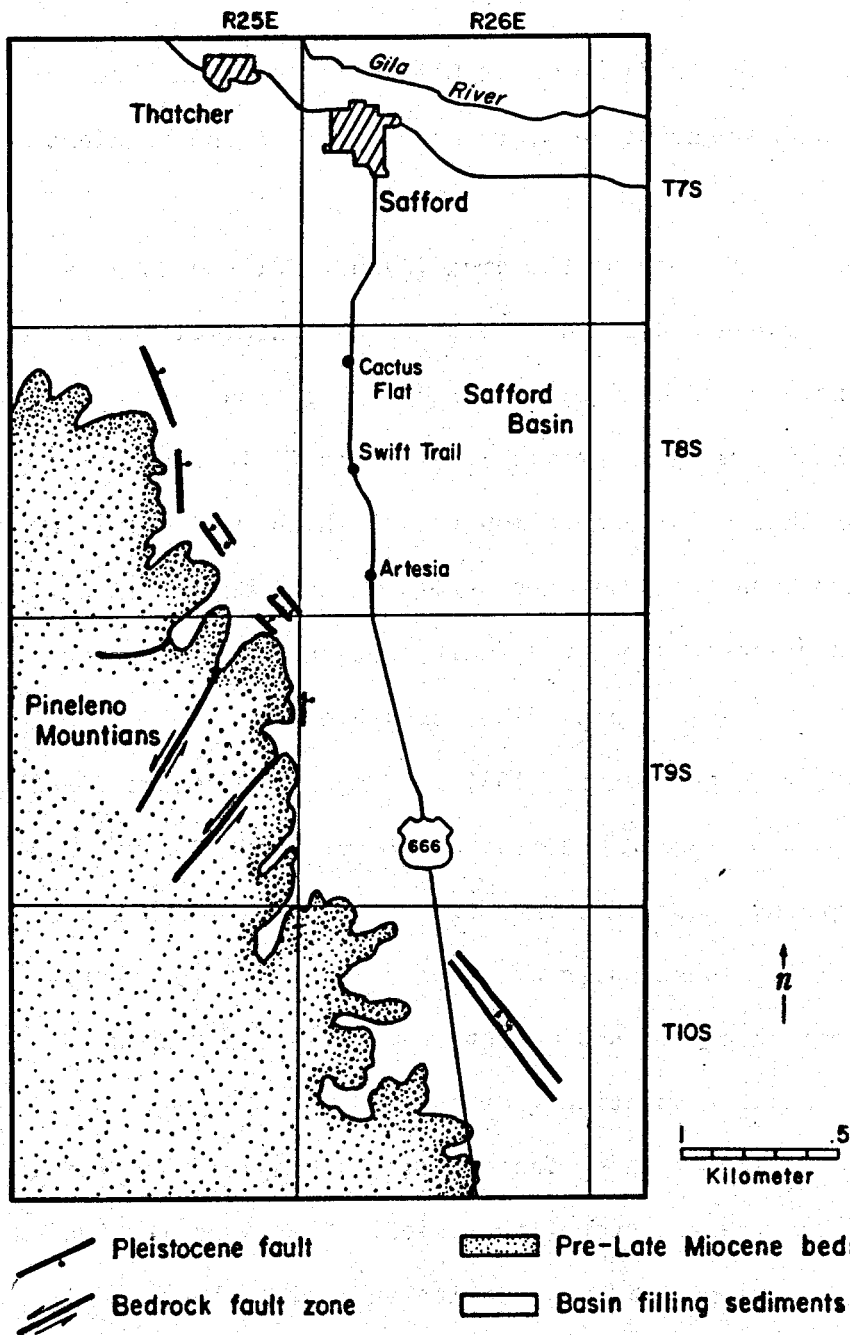 R25E R26E
Gila
River
Thatcher
Safford
T7S
Cactus
Flat
Safford
Basin
Swift Trail
T8S
Artesia
Pineleno
Mountians
T9S
666
n
T10S
1 .5
Kilometer
Pleistocene fault
Pre-Late Miocene bed
Bedrock fault zone
Basin filling sediments